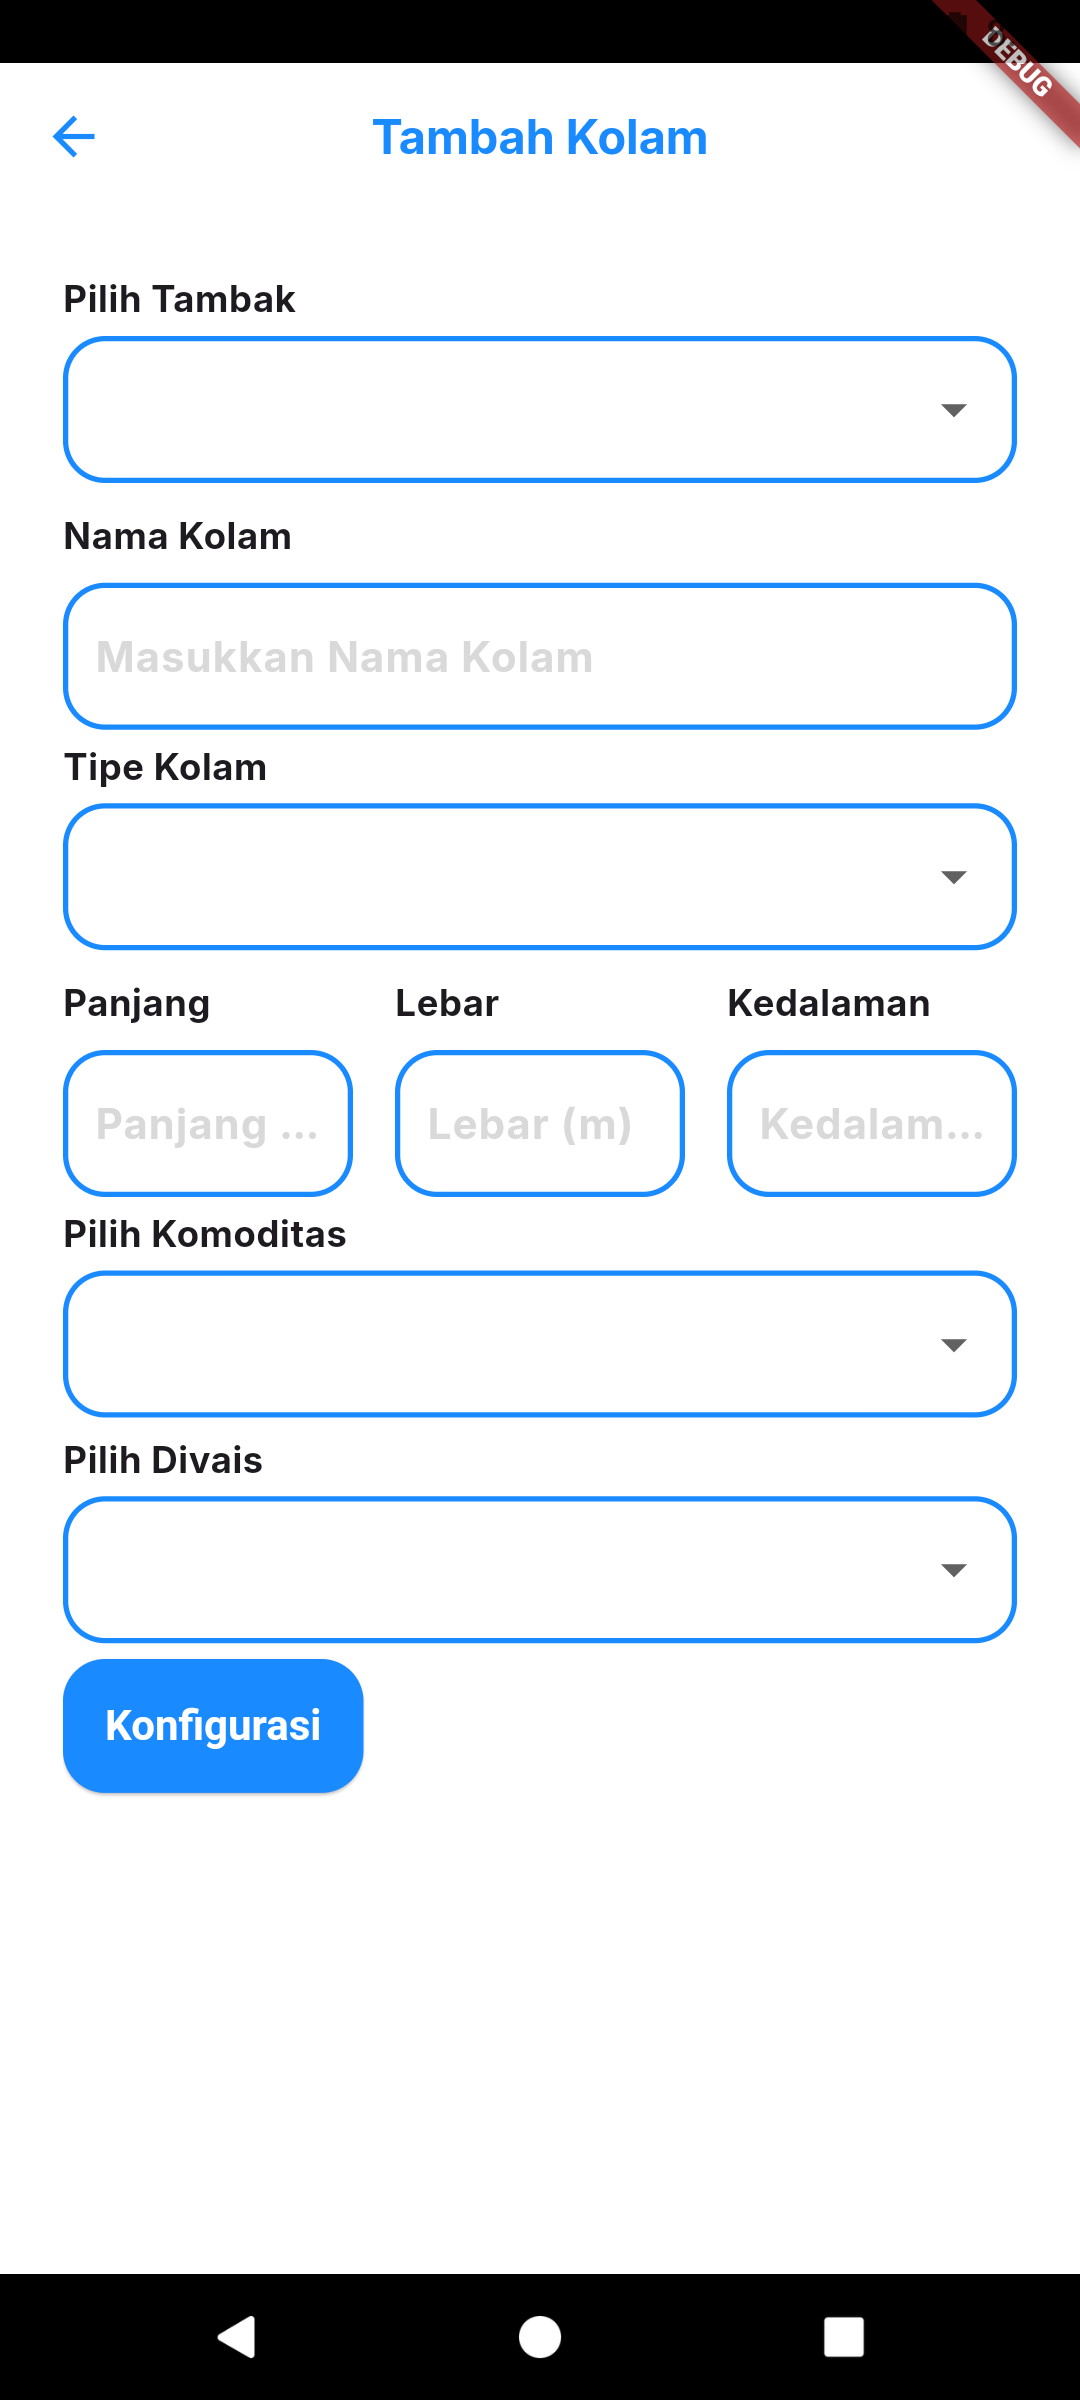 DEBUG
Tambah Kolam
Pilih Tambak
Nama Kolam
Masukkan Nama Kolam
Tipe Kolam
Panjang Lebar Kedalaman
Panjang ... Lebar (m) Kedalam...
Pilih Komoditas
Pilih Divais
Konfigurasi